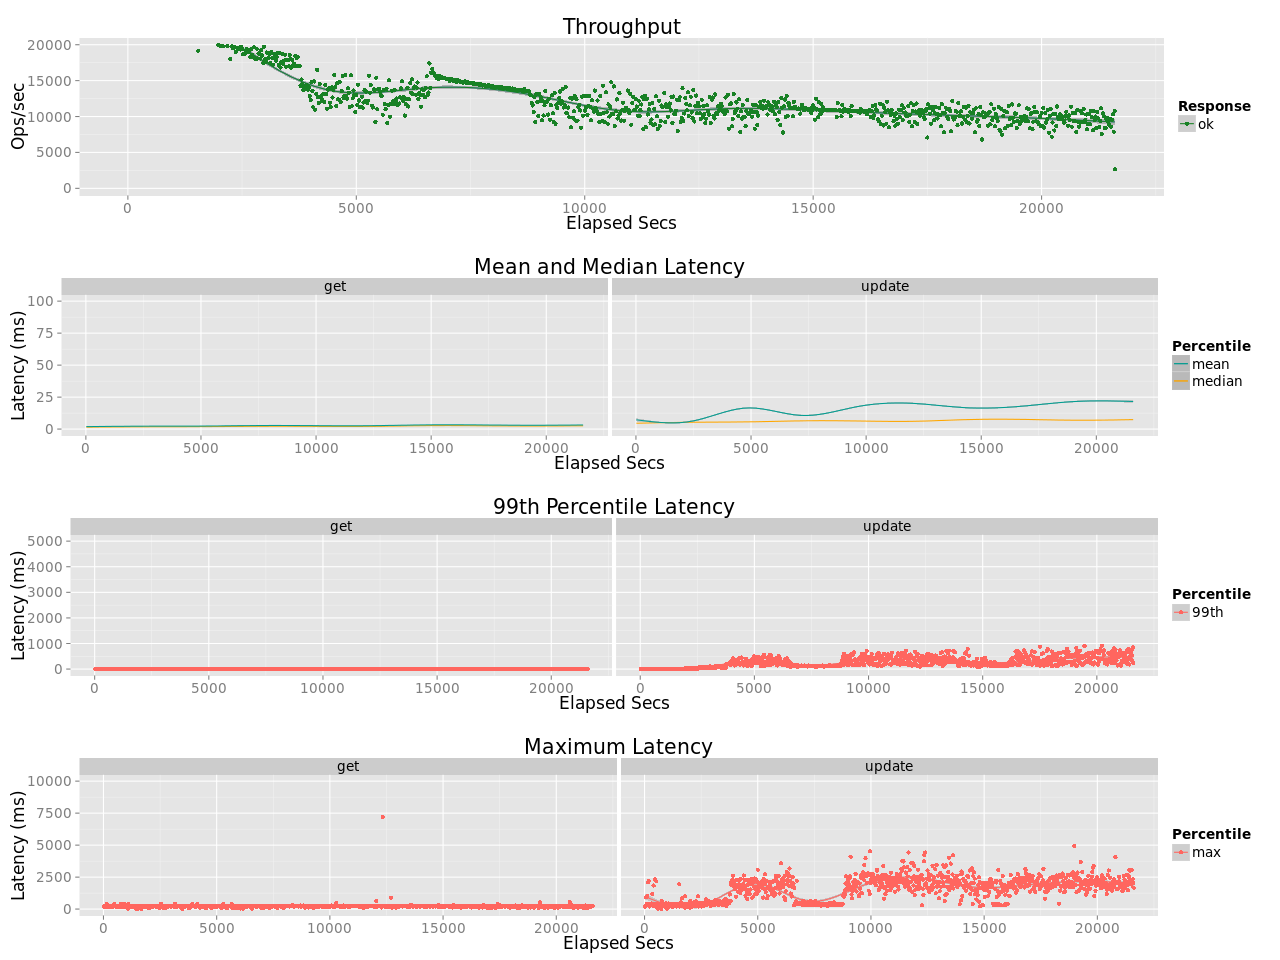 Throughput
20000
15000
10000
5000
0
Ops/sec
0 5000 10000 15000 20000
Elapsed Secs
Response
ok
Mean and Median Latency
get update
100
75
50
25
0
Latency (ms)
0 5000 10000 15000 20000 0 5000 10000 15000 20000
Elapsed Secs
Percentile
mean
median
99th Percentile Latency
get update
5000
4000
3000
2000
1000
0
Latency (ms)
0 5000 10000 15000 20000 0 5000 10000 15000 20000
Elapsed Secs
Percentile
99th
Maximum Latency
get update
10000
7500
5000
2500
0
Latency (ms)
0 5000 10000 15000 20000 0 5000 10000 15000 20000
Elapsed Secs
Percentile
max